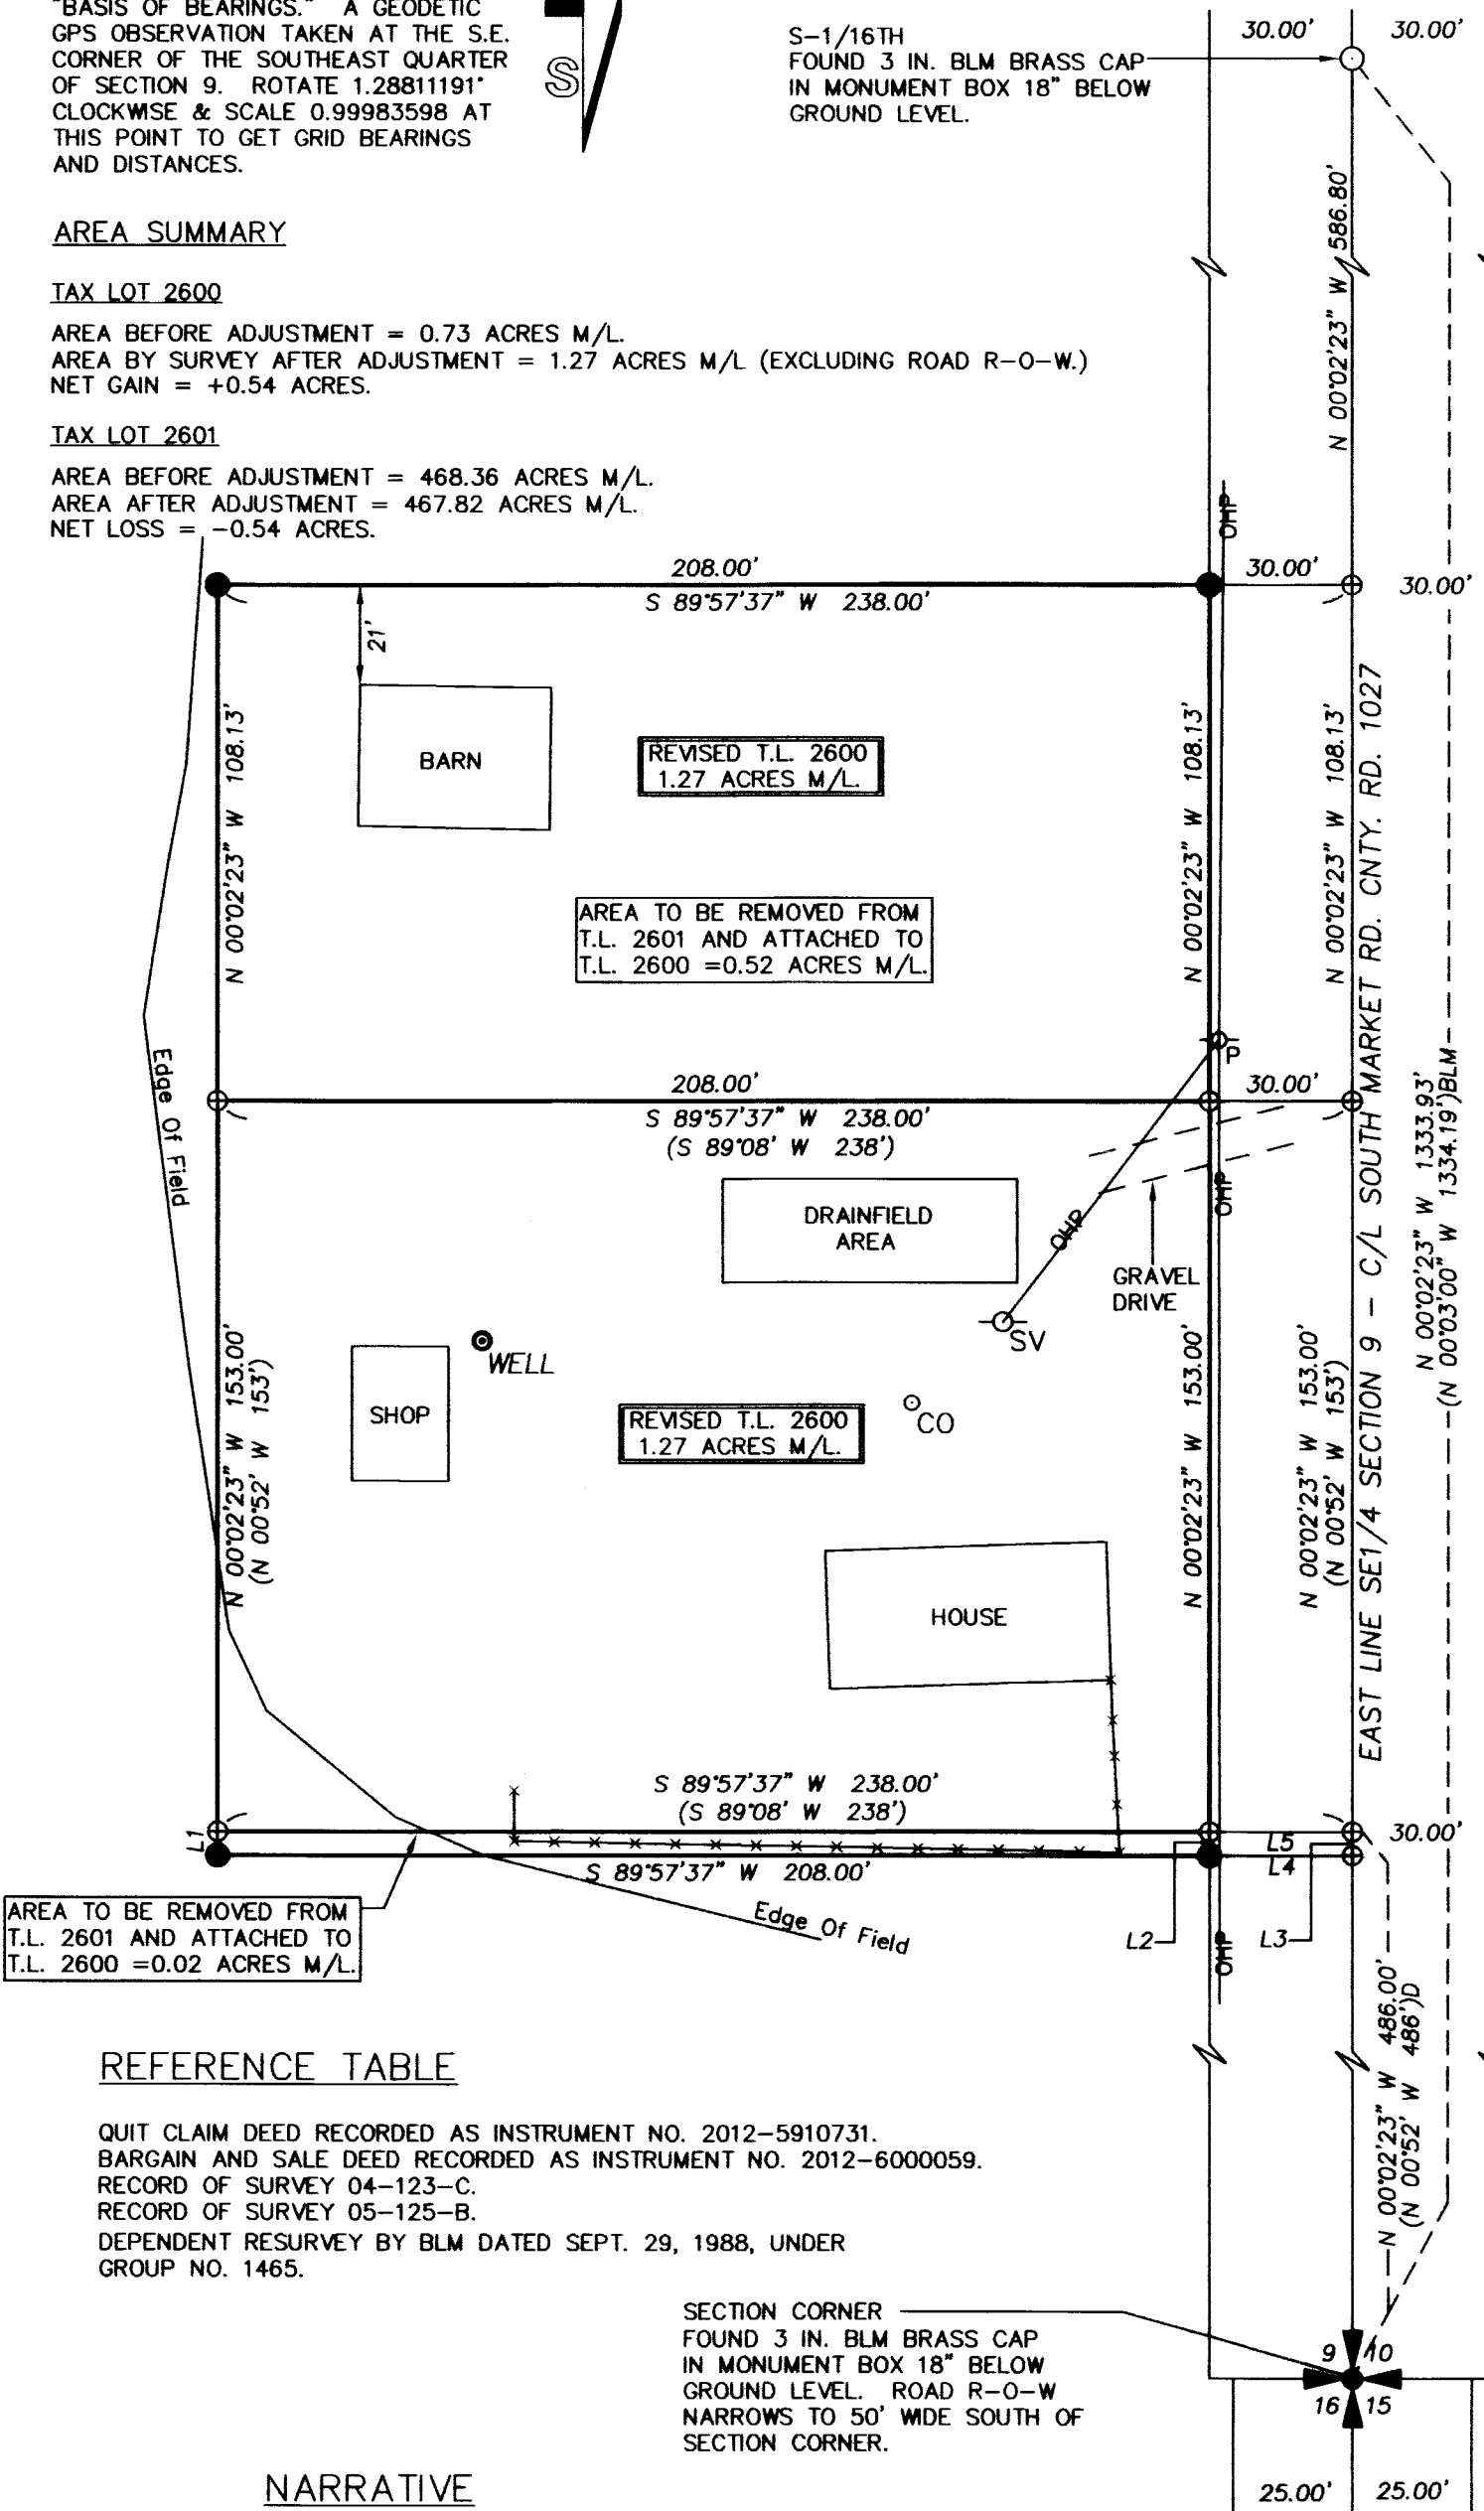 "BASIS OF BEARINGS." A GEODETIC
GPS OBSERVATION TAKEN AT THE S.E.
CORNER OF THE SOUTHEAST QUARTER
OF SECTION 9. ROTATE 1.28811191°
CLOCKWISE & SCALE 0.99983598 AT
THIS POINT TO GET GRID BEARINGS
AND DISTANCES.
S
S-1/16TH
FOUND 3 IN. BLM BRASS CAP
IN MONUMENT BOX 18" BELOW
GROUND LEVEL.
30.00'
30.00'
N 00°02'23" W 586.80'
AREA SUMMARY
TAX LOT 2600
AREA BEFORE ADJUSTMENT = 0.73 ACRES M/L.
AREA BY SURVEY AFTER ADJUSTMENT = 1.27 ACRES M/L (EXCLUDING ROAD R-O-W.)
NET GAIN = +0.54 ACRES.
TAX LOT 2601
AREA BEFORE ADJUSTMENT = 468.36 ACRES M/L.
AREA AFTER ADJUSTMENT = 467.82 ACRES M/L.
NET LOSS = -0.54 ACRES.
OHP
208.00'
S 89°57'37" W 238.00'
30.00'
30.00'
21'
BARN
REVISED T.L. 2600
1.27 ACRES M/L.
N 00°02'23" W 108.13'
N 00°02'23" W 108.13'
N 00°02'23" W 108.13'
AREA TO BE REMOVED FROM
T.L. 2601 AND ATTACHED TO
T.L. 2600 =0.52 ACRES M/L.
EAST LINE SE1/4 SECTION 9 - C/L SOUTH MARKET RD. CNTY. RD. 1027
N 00°02'23" W 1333.93'
(N 00°03'00" W 1334.19')BLM
Edge Of Field
P
208.00'
S 89°57'37" W 238.00'
(S 89°08' W 238')
30.00'
DRAINFIELD
AREA
OHP
OHP
GRAVEL
DRIVE
SV
WELL
SHOP
CO
REVISED T.L. 2600
1.27 ACRES M/L.
N 00°02'23" W 153.00'
(N 00°52' W 153')
N 00°02'23" W 153.00'
N 00°02'23" W 153.00'
(N 00°52' W 153')
HOUSE
S 89°57'37" W 238.00'
(S 89°08' W 238')
L1
S 89°57'37" W 208.00'
L5
L4
30.00'
L2
L3
OHP
Edge Of Field
AREA TO BE REMOVED FROM
T.L. 2601 AND ATTACHED TO
T.L. 2600 =0.02 ACRES M/L.
N 00°02'23" W 486.00'
(N 00°52' W 486')D
REFERENCE TABLE
QUIT CLAIM DEED RECORDED AS INSTRUMENT NO. 2012-5910731.
BARGAIN AND SALE DEED RECORDED AS INSTRUMENT NO. 2012-6000059.
RECORD OF SURVEY 04-123-C.
RECORD OF SURVEY 05-125-B.
DEPENDENT RESURVEY BY BLM DATED SEPT. 29, 1988, UNDER
GROUP NO. 1465.
SECTION CORNER
FOUND 3 IN. BLM BRASS CAP
IN MONUMENT BOX 18" BELOW
GROUND LEVEL. ROAD R-O-W
NARROWS TO 50' WIDE SOUTH OF
SECTION CORNER.
9 10
16 15
25.00'
25.00'
NARRATIVE